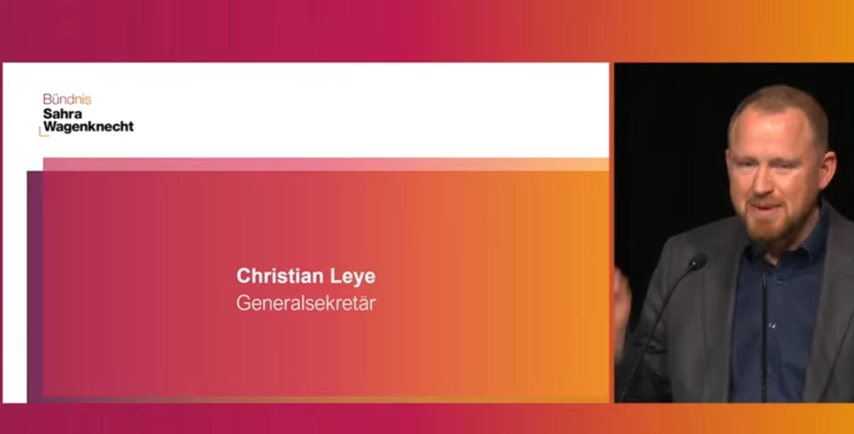 Bündnis
Sahra
Wagenknecht
Christian Leye
Generalsekretär